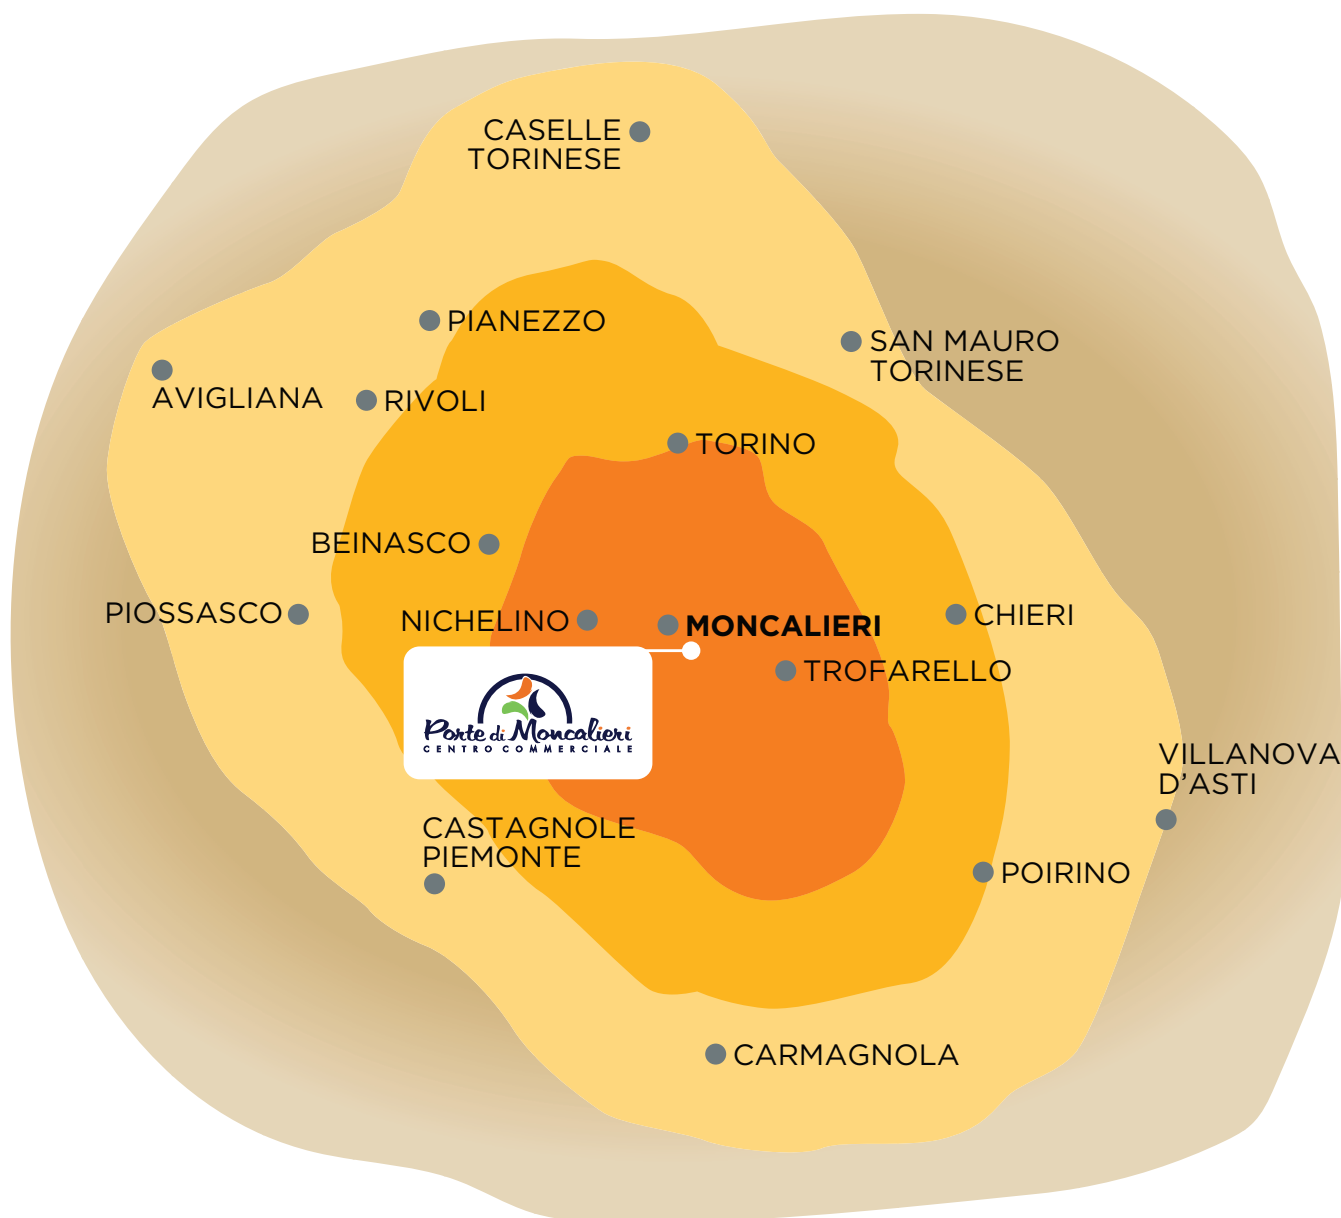 CASELLE
TORINESE
PIANEZZO
SAN MAURO
TORINESE
AVIGLIANA
RIVOLI
TORINO
BEINASCO
PIOSSASCO
NICHELINO
MONCALIERI
CHIERI
TROFARELLO
Porte di Moncalieri
CENTRO COMMERCIALE
VILLANOVA
D'ASTI
CASTAGNOLE
PIEMONTE
POIRINO
CARMAGNOLA